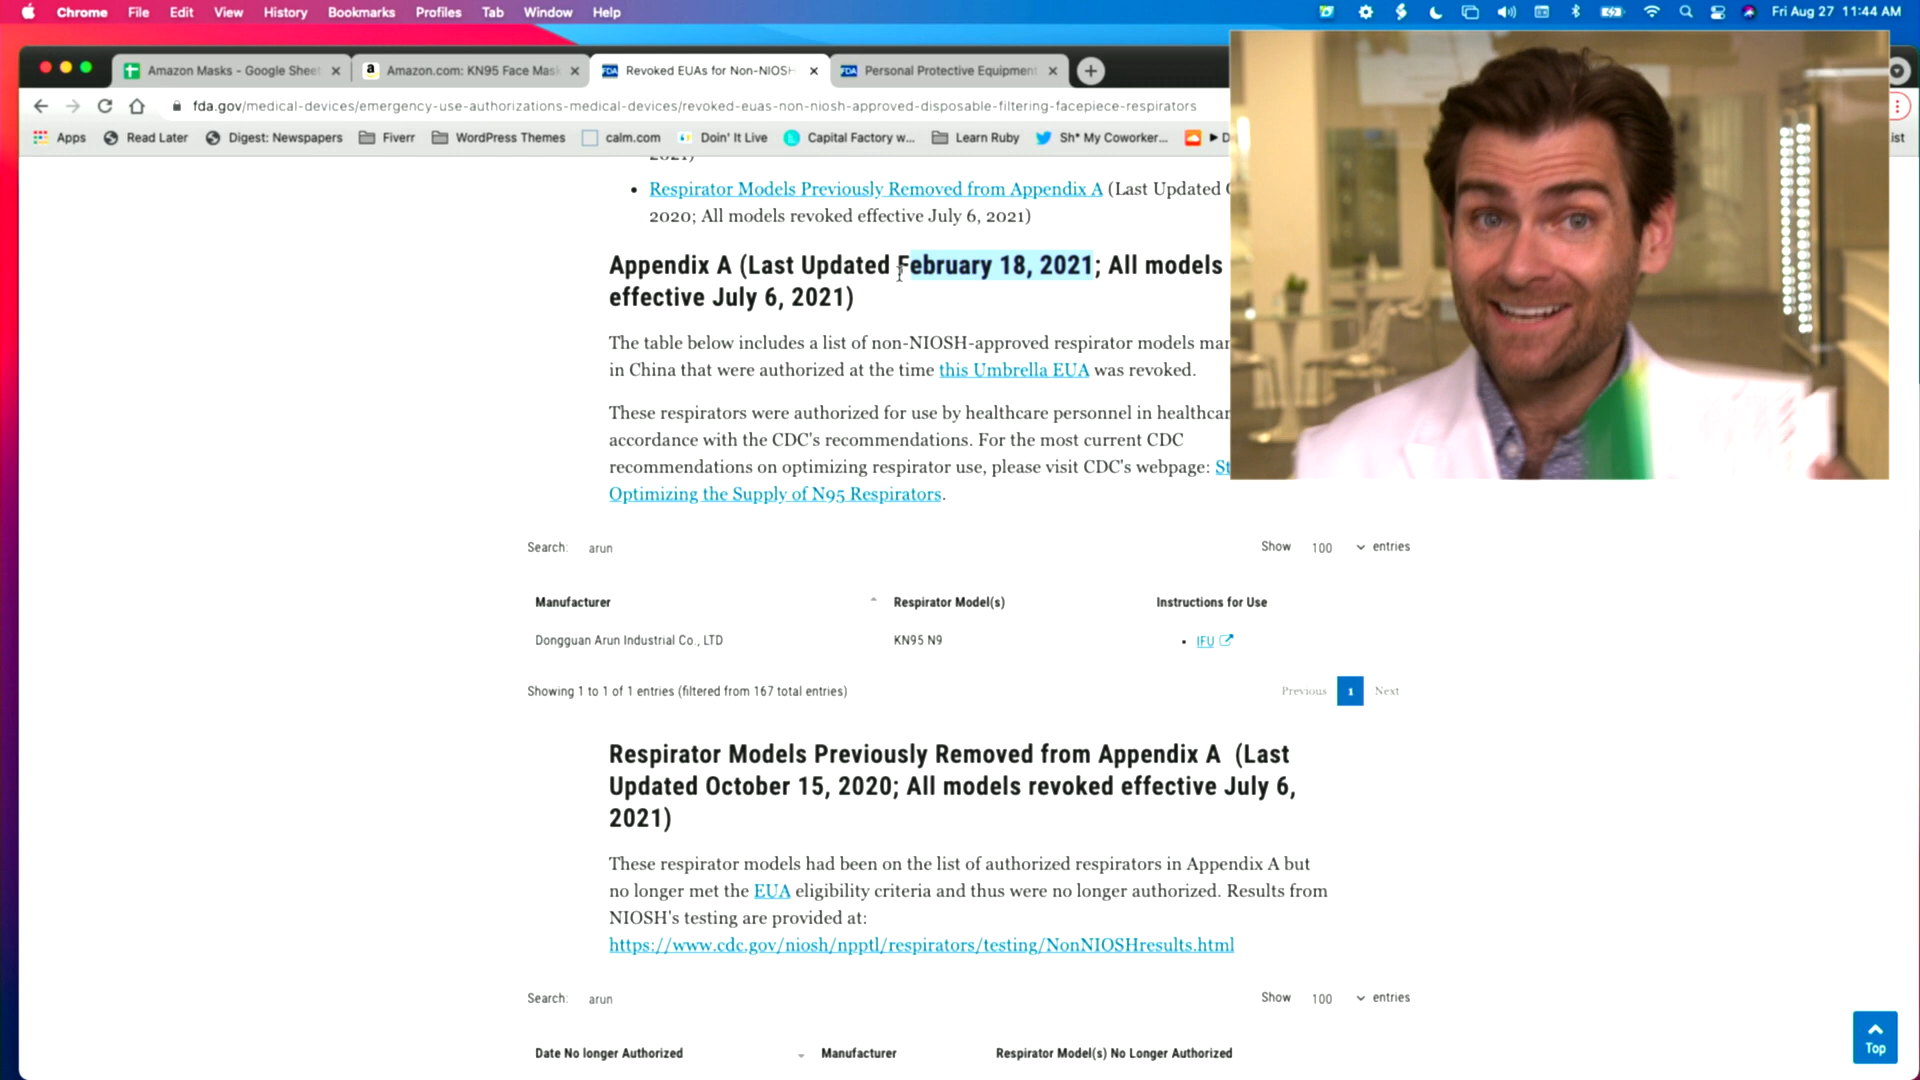 Chrome File Edit View History Bookmarks Profiles Tab Window Help Fri Aug 27 11:44 AM
Amazon Masks - Google Sheet Amazon.com: KN95 Face Mas Revoked EUAs for Non-NIOSH Personal Protective Equipment
fda.gov/medical-devices/emergency-use-authorizations-medical-devices/revoked-euas-non-niosh-approved-disposable-filtering-facepiece-respirators
Apps Read Later Digest: Newspapers Fiverr WordPress Themes calm.com Doin' It Live Capital Factory w... Learn Ruby Sh* My Coworker... ▶ D ist
2021)
• Respirator Models Previously Removed from Appendix A (Last Updated
2020; All models revoked effective July 6, 2021)
Appendix A (Last Updated February 18, 2021; All models
effective July 6, 2021)
The table below includes a list of non-NIOSH-approved respirator models mar
in China that were authorized at the time this Umbrella EUA was revoked.
These respirators were authorized for use by healthcare personnel in healthcar
accordance with the CDC's recommendations. For the most current CDC
recommendations on optimizing respirator use, please visit CDC's webpage: St
Optimizing the Supply of N95 Respirators.
Search: arun Show 100 entries
Manufacturer Respirator Model(s) Instructions for Use
Dongguan Arun Industrial Co., LTD KN95 N9 • IFU
Showing 1 to 1 of 1 entries (filtered from 167 total entries) Previous 1 Next
Respirator Models Previously Removed from Appendix A (Last
Updated October 15, 2020; All models revoked effective July 6,
2021)
These respirator models had been on the list of authorized respirators in Appendix A but
no longer met the EUA eligibility criteria and thus were no longer authorized. Results from
NIOSH's testing are provided at:
https://www.cdc.gov/niosh/npptl/respirators/testing/NonNIOSHresults.html
Search: arun Show 100 entries
Date No longer Authorized Manufacturer Respirator Model(s) No Longer Authorized
Top